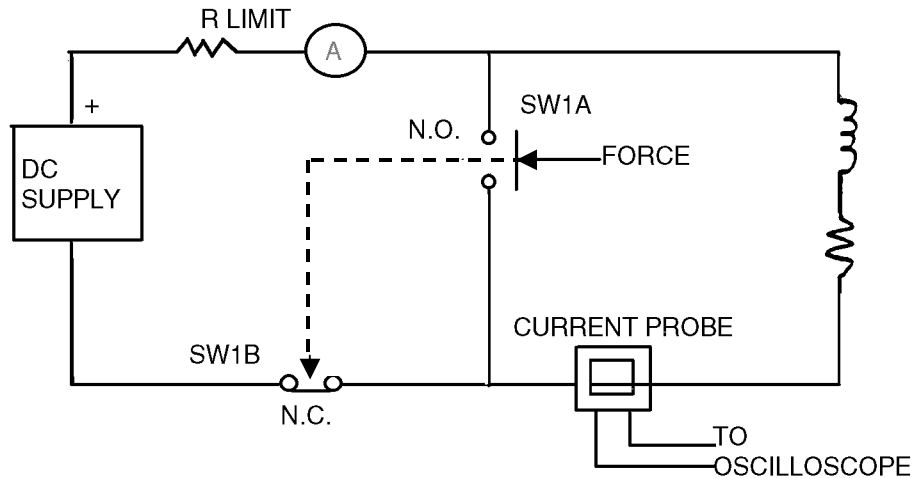 R LIMIT
A
SW1A
+
N.O.
FORCE
DC
SUPPLY
CURRENT PROBE
SW1B
N.C.
TO
OSCILLOSCOPE